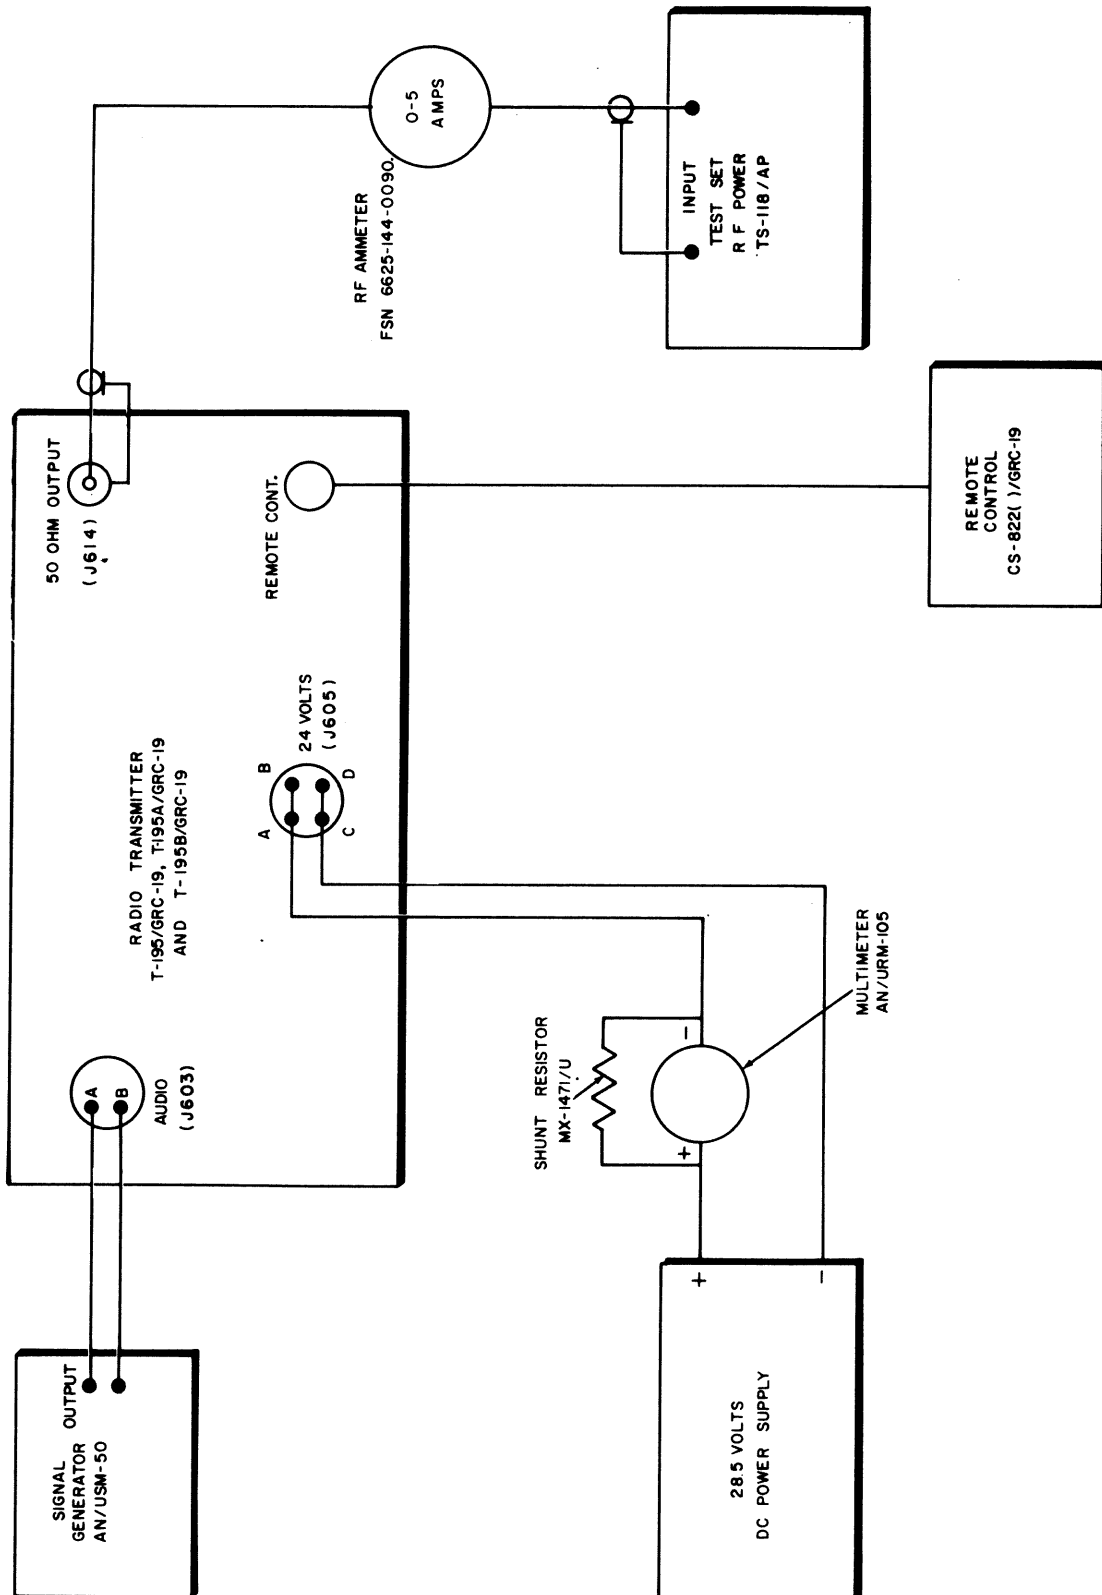 SIGNAL
GENERATOR
AN/USM-50
OUTPUT
A
B
AUDIO
(J603)
RADIO TRANSMITTER
T-195/GRC-19, T-195A/GRC-19
AND T-195B/GRC-19
50 OHM OUTPUT
(J614)
REMOTE CONT.
A
B
C
D
24 VOLTS
(J605)
0-5
AMPS
RF AMMETER
FSN 6625-144-0090.
INPUT
TEST SET
RF POWER
TS-118/AP
REMOTE
CONTROL
CS-822( )/GRC-19
SHUNT RESISTOR
MX-1471/U
+
-
MULTIMETER
AN/URM-105
+
-
28.5 VOLTS
DC POWER SUPPLY